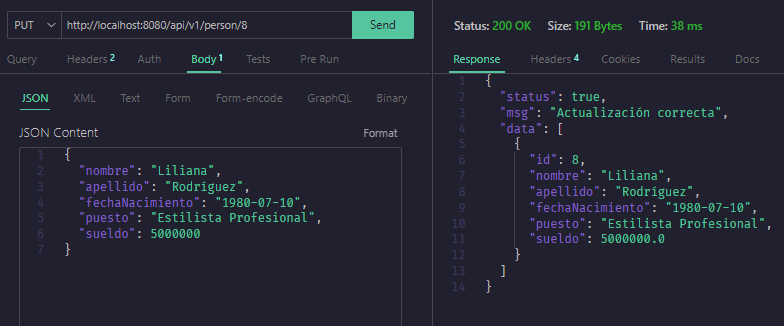 PUT http://localhost:8080/api/v1/person/8 Send
Query Headers 2 Auth Body 1 Tests Pre Run
JSON XML Text Form Form-encode GraphQL Binary
JSON Content Format
1 {
2 "nombre": "Liliana",
3 "apellido": "Rodríguez",
4 "fechaNacimiento": "1980-07-10",
5 "puesto": "Estilista Profesional",
6 "sueldo": 5000000
7 }
Status: 200 OK Size: 191 Bytes Time: 38 ms
Response Headers 4 Cookies Results Docs
1 {
2 "status": true,
3 "msg": "Actualización correcta",
4 "data": [
5 {
6 "id": 8,
7 "nombre": "Liliana",
8 "apellido": "Rodríguez",
9 "fechaNacimiento": "1980-07-10",
10 "puesto": "Estilista Profesional",
11 "sueldo": 5000000.0
12 }
13 ]
14 }